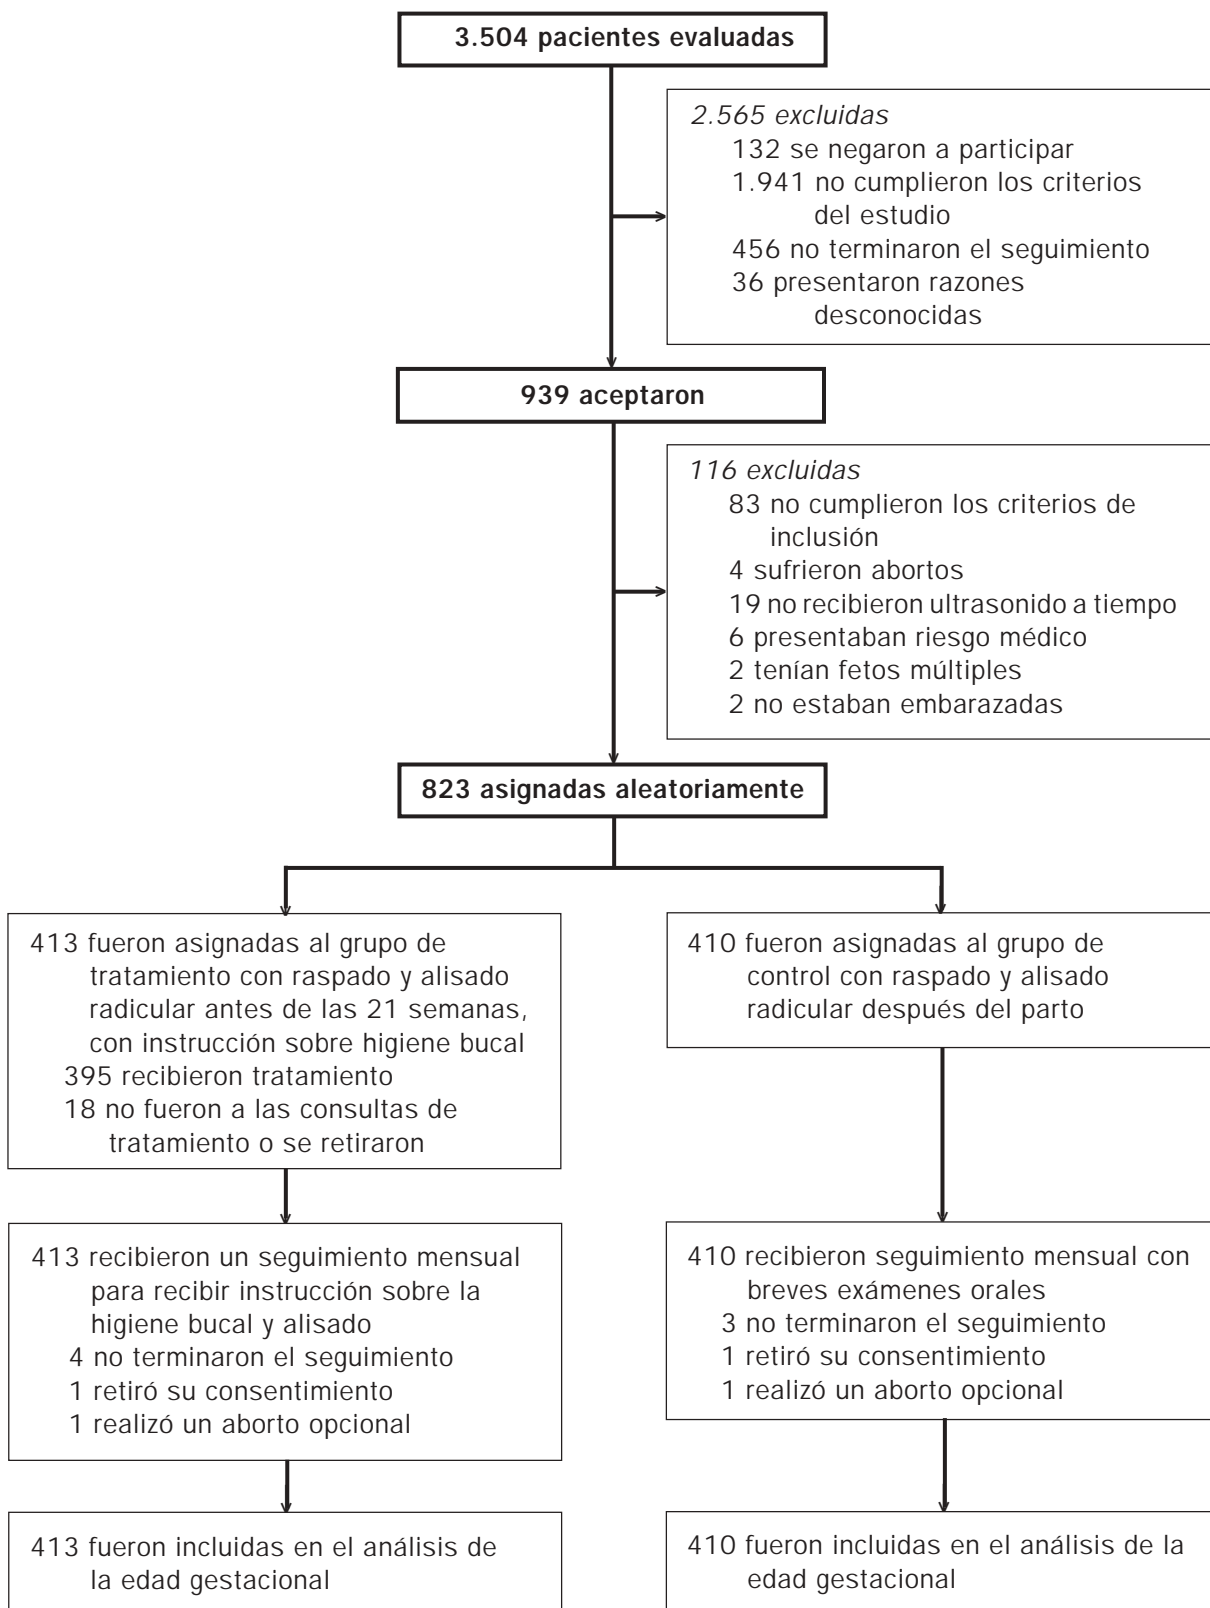 3.504 pacientes evaluadas
2.565 excluidas
132 se negaron a participar
1.941 no cumplieron los criterios
del estudio
456 no terminaron el seguimiento
36 presentaron razones
desconocidas
939 aceptaron
116 excluidas
83 no cumplieron los criterios de
inclusión
4 sufrieron abortos
19 no recibieron ultrasonido a tiempo
6 presentaban riesgo médico
2 tenían fetos múltiples
2 no estaban embarazadas
823 asignadas aleatoriamente
413 fueron asignadas al grupo de
tratamiento con raspado y alisado
radicular antes de las 21 semanas,
con instrucción sobre higiene bucal
395 recibieron tratamiento
18 no fueron a las consultas de
tratamiento o se retiraron
410 fueron asignadas al grupo de
control con raspado y alisado
radicular después del parto
413 recibieron un seguimiento mensual
para recibir instrucción sobre la
higiene bucal y alisado
4 no terminaron el seguimiento
1 retiró su consentimiento
1 realizó un aborto opcional
410 recibieron seguimiento mensual con
breves exámenes orales
3 no terminaron el seguimiento
1 retiró su consentimiento
1 realizó un aborto opcional
413 fueron incluidas en el análisis de
la edad gestacional
410 fueron incluidas en el análisis de la
edad gestacional